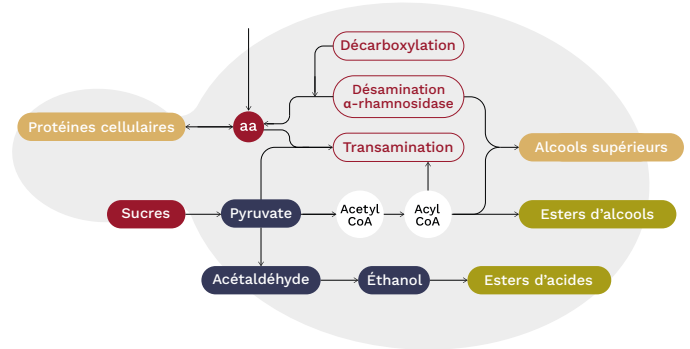 Décarboxylation
Désamination
α-rhamnosidase
Protéines cellulaires
aa
Transamination
Alcools supérieurs
Sucres
Pyruvate
Acetyl
CoA
Acyl
CoA
Esters d'alcools
Acétaldéhyde
Éthanol
Esters d'acides